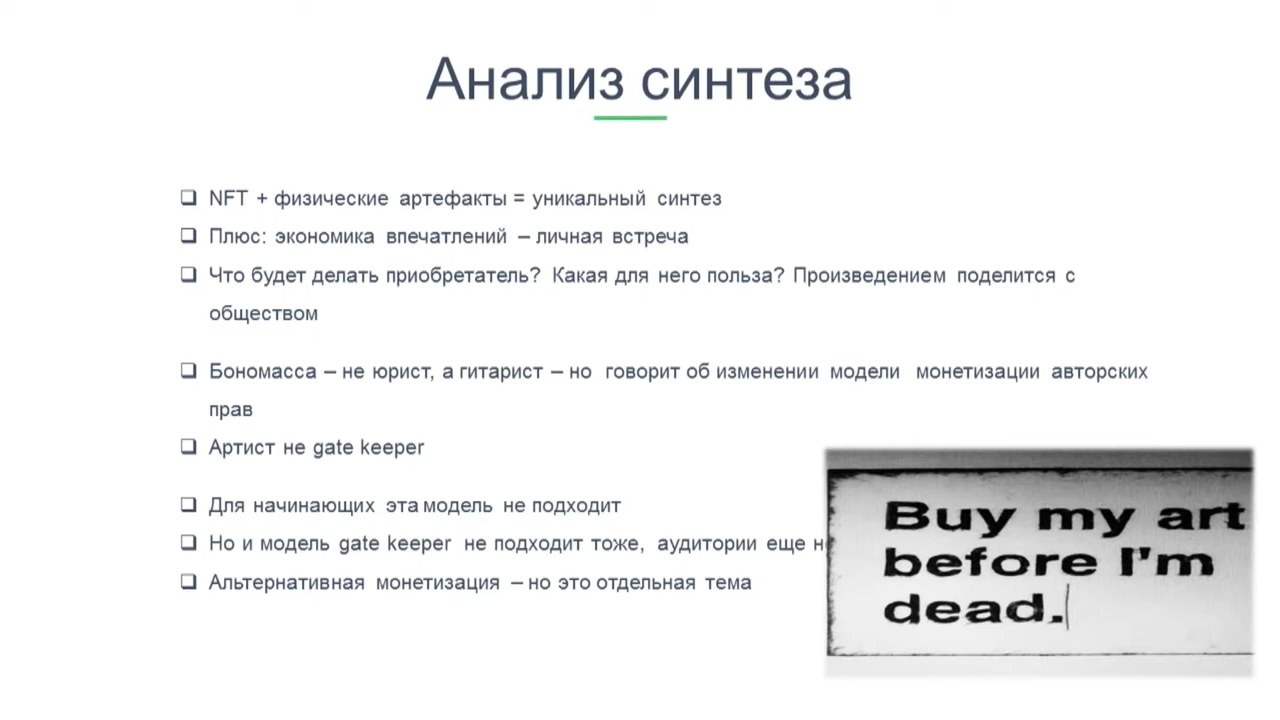 Анализ синтеза
NFT + физические артефакты = уникальный синтез
Плюс: экономика впечатлений – личная встреча
Что будет делать приобретатель? Какая для него польза? Произведением поделится с
обществом
Бономасса – не юрист, а гитарист – но говорит об изменении модели монетизации авторских
прав
Артист не gate keeper
Для начинающих эта модель не подходит
Но и модель gate keeper не подходит тоже, аудитории еще
Альтернативная монетизация – но это отдельная тема
Buy my art
before I'm
dead.